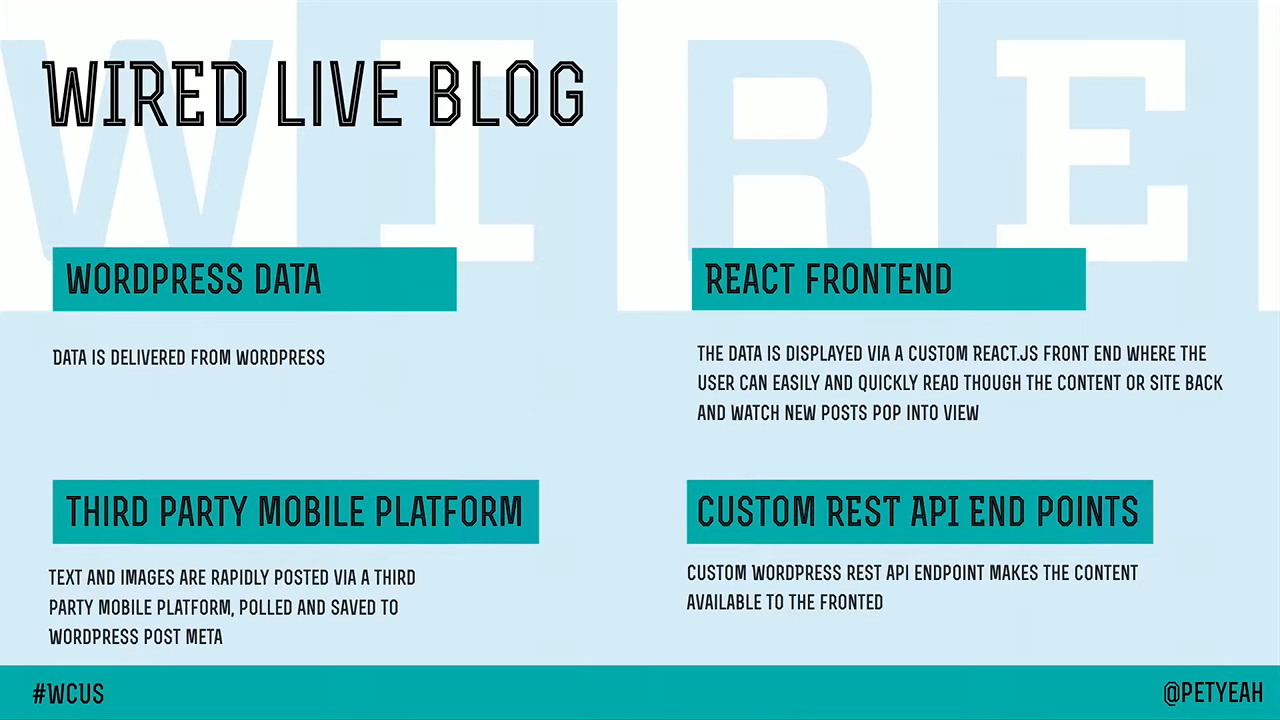 WIRE
WIRED LIVE BLOG
WORDPRESS DATA
DATA IS DELIVERED FROM WORDPRESS
REACT FRONTEND
THE DATA IS DISPLAYED VIA A CUSTOM REACT.JS FRONT END WHERE THE
USER CAN EASILY AND QUICKLY READ THOUGH THE CONTENT OR SITE BACK
AND WATCH NEW POSTS POP INTO VIEW
THIRD PARTY MOBILE PLATFORM
TEXT AND IMAGES ARE RAPIDLY POSTED VIA A THIRD
PARTY MOBILE PLATFORM, POLLED AND SAVED TO
WORDPRESS POST META
CUSTOM REST API END POINTS
CUSTOM WORDPRESS REST API ENDPOINT MAKES THE CONTENT
AVAILABLE TO THE FRONTED
#WCUS
@PETYEAH